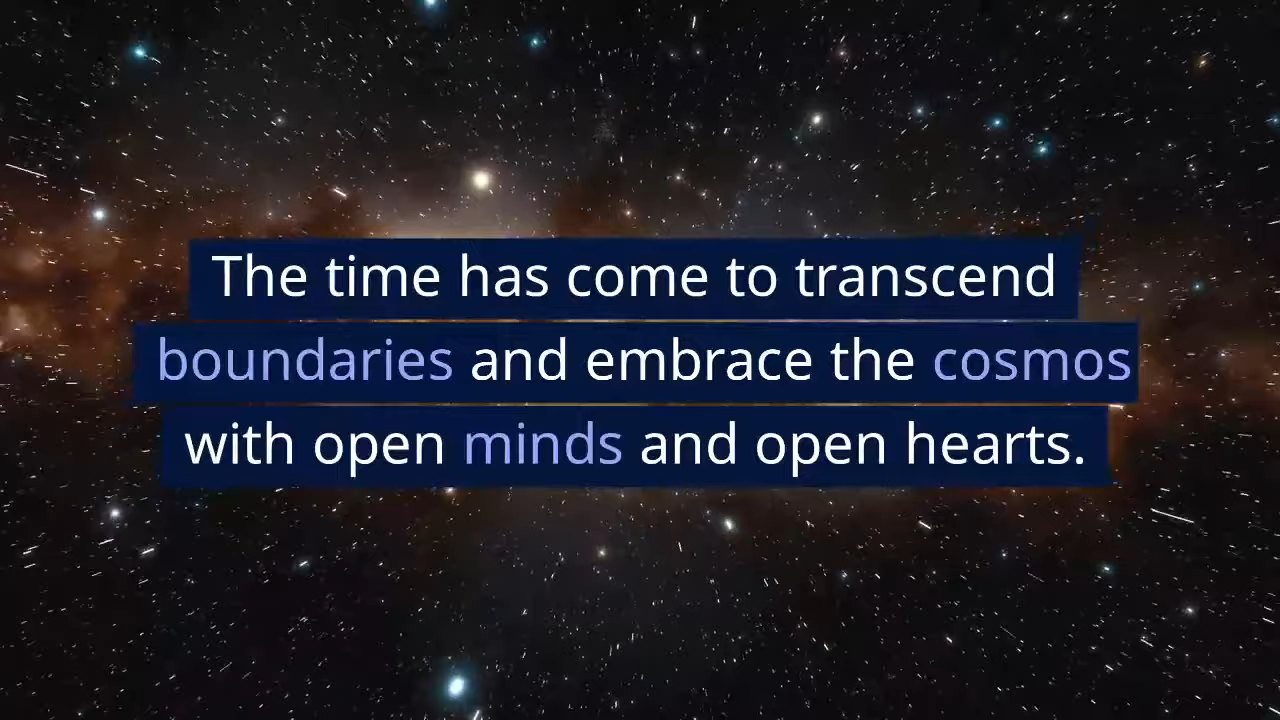 The time has come to transcend
boundaries and embrace the cosmos
with open minds and open hearts.